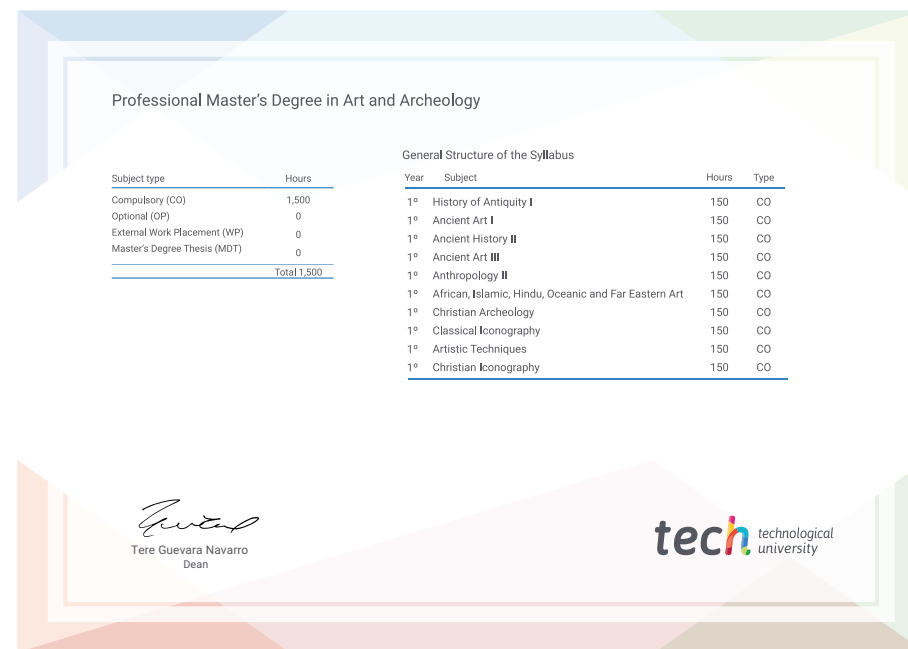 Professional Master's Degree in Art and Archeology
Subject type Hours
Compulsory (CO) 1,500
Optional (OP) 0
External Work Placement (WP) 0
Master's Degree Thesis (MDT) 0
Total 1,500
General Structure of the Syllabus
Year Subject Hours Type
1º History of Antiquity I 150 CO
1º Ancient Art I 150 CO
1º Ancient History II 150 CO
1º Ancient Art III 150 CO
1º Anthropology II 150 CO
1º African, Islamic, Hindu, Oceanic and Far Eastern Art 150 CO
1º Christian Archeology 150 CO
1º Classical Iconography 150 CO
1º Artistic Techniques 150 CO
1º Christian Iconography 150 CO
Tere Guevara Navarro
Dean
tech technological
university